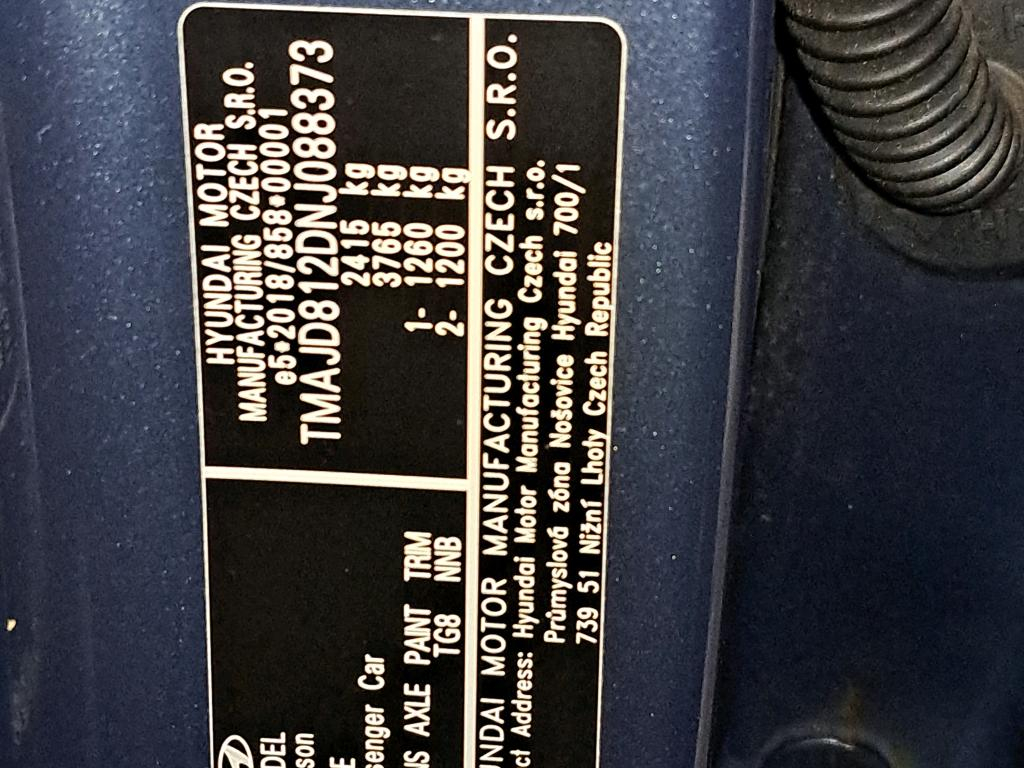 HYUNDAI MOTOR
MANUFACTURING CZECH S.R.O.
e5*2018/858*00001
TMAJD812DNJ088373
2415 kg
3765 kg
1- 1260 kg
2- 1200 kg
DEL
son
E
senger Car
NS AXLE PAINT TRIM
TG8 NNB
UNDAI MOTOR MANUFACTURING CZECH S.R.O.
ct Address: Hyundai Motor Manufacturing Czech s.r.o.
Průmyslová zóna Nošovice Hyundai 700/1
739 51 Nižní Lhoty Czech Republic